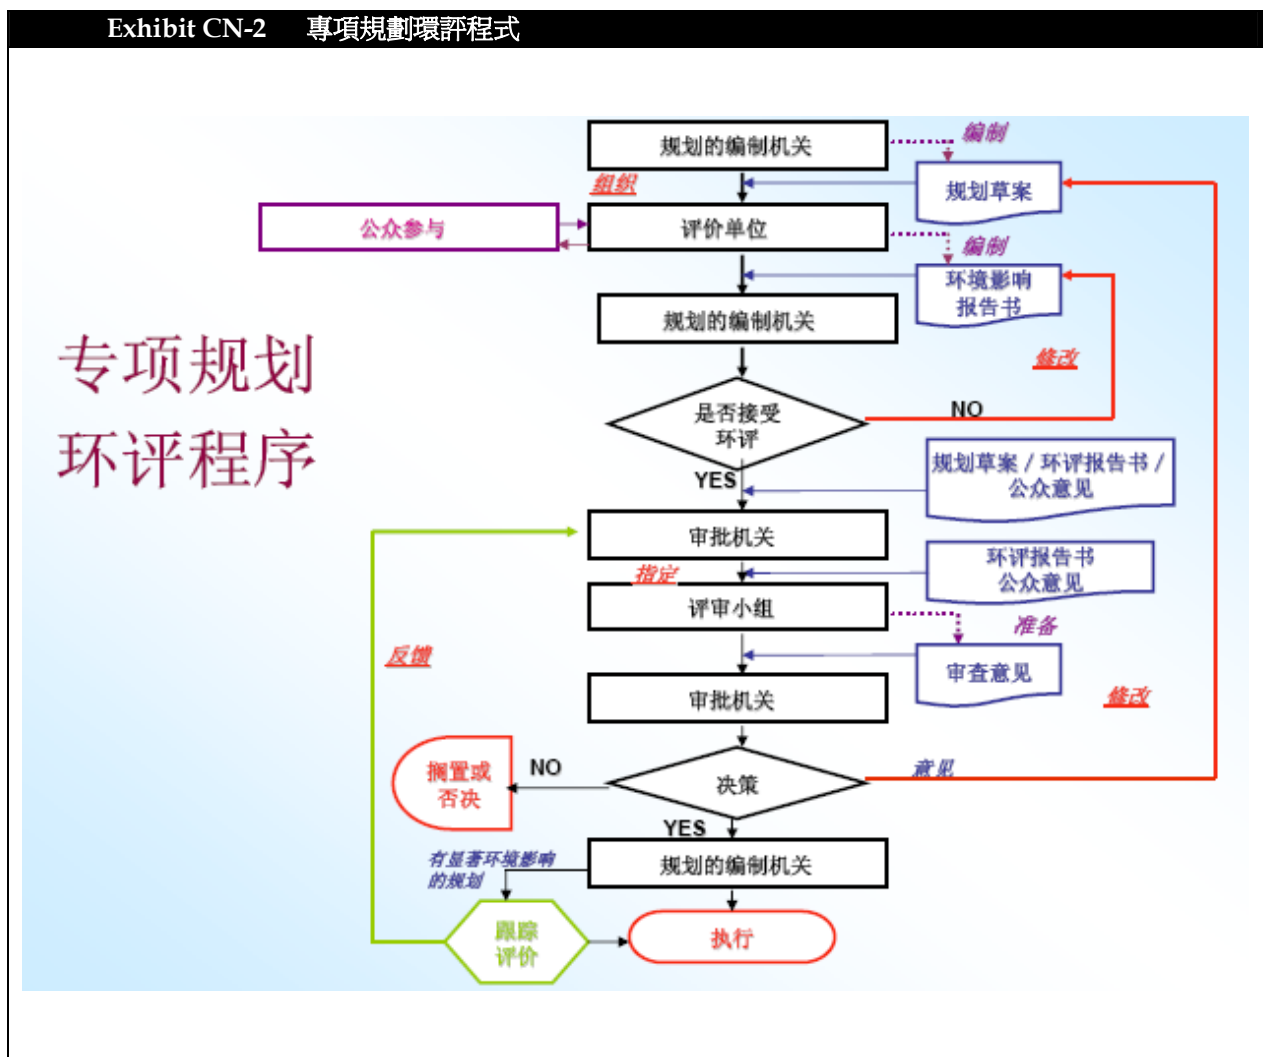 Exhibit CN-2 專項規劃環評程式
规划的编制机关
编制
规划草案
组织
公众参与
评价单位
编制
环境影响
报告书
规划的编制机关
专项规划
环评程序
修改
是否接受
环评
NO
YES
规划草案 / 环评报告书 /
公众意见
审批机关
环评报告书
公众意见
指定
评审小组
准备
反馈
审查意见
审批机关
修改
搁置或
否决
NO
决策
意见
YES
有显著环境影响
的规划
规划的编制机关
跟踪
评价
执行